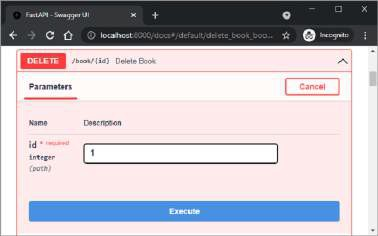 FastAPI - Swagger UI
localhost:8000/docs#/default/delete_book_boo...
Incognito
DELETE /book/{id} Delete Book
Parameters
Cancel
Name Description
id * required
1
integer
(path)
Execute